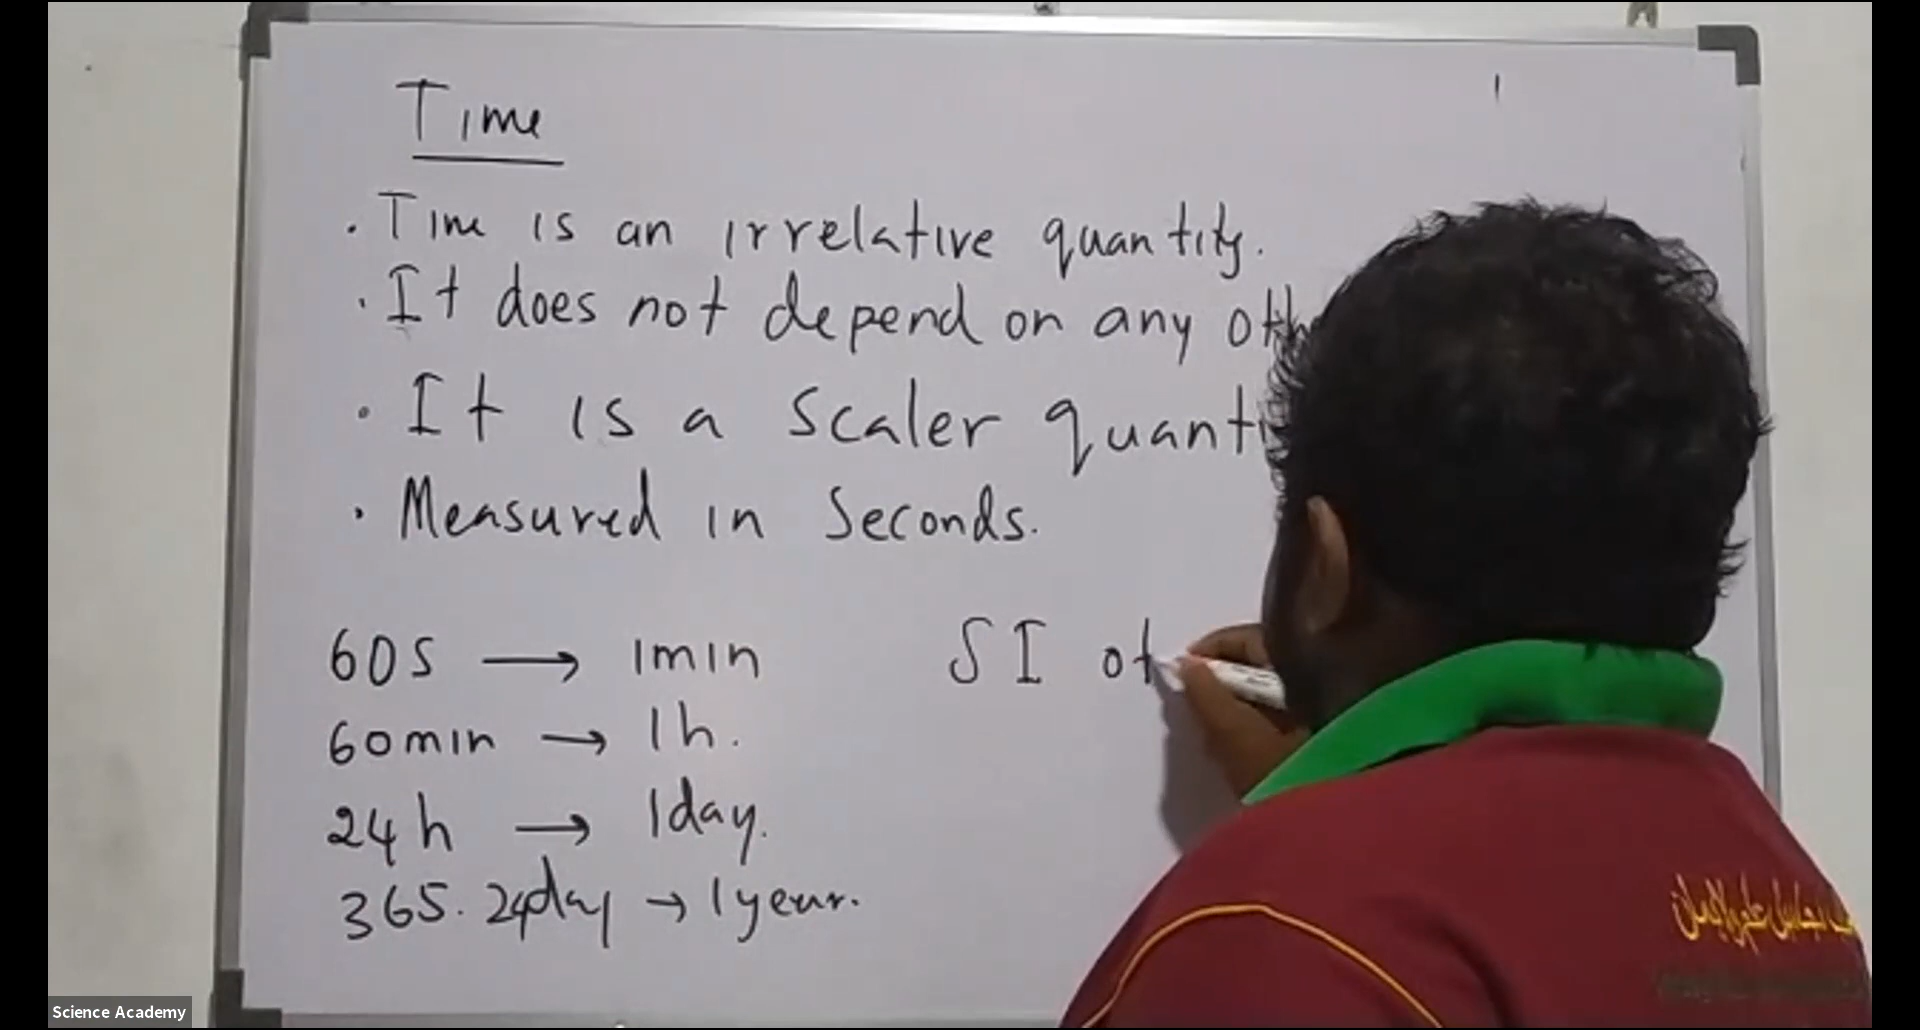 Time
. Time is an irrelative quantity.
. It does not depend on any oth
. It is a Scaler quanti
. Measured in Seconds.
60s → 1min
SI of
60min → 1h.
24h → 1day.
365.24day → 1year.
Science Academy